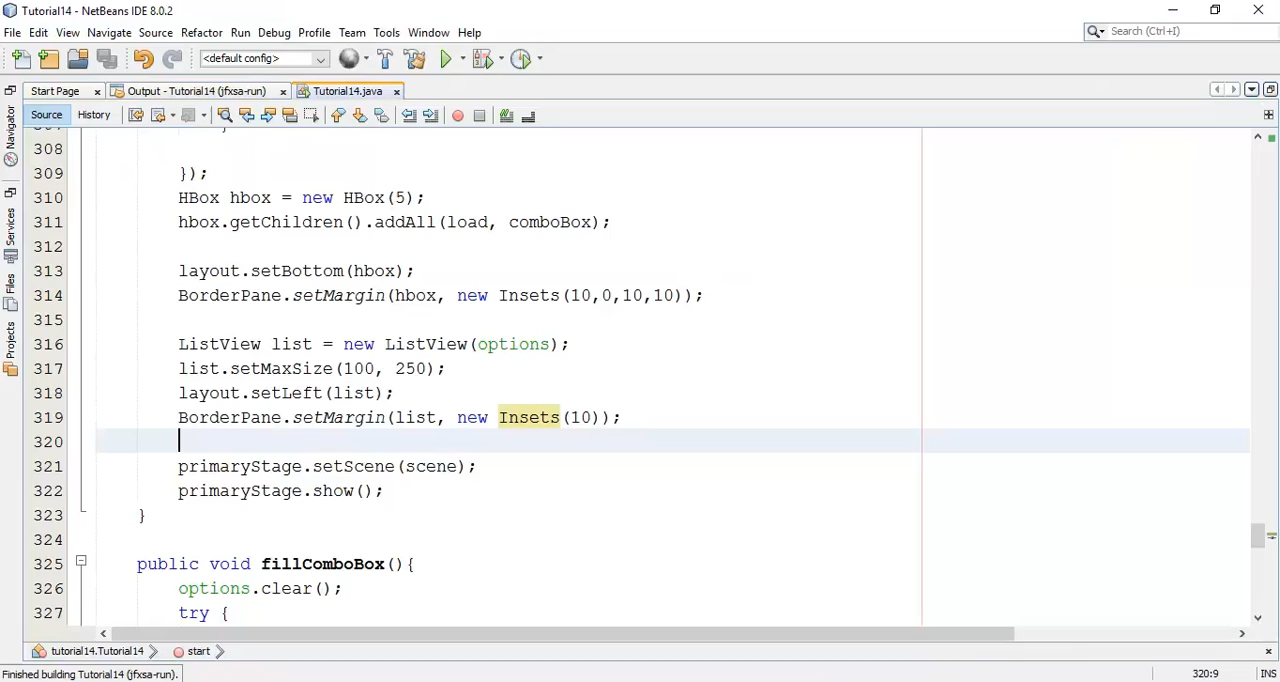 Tutorial14 - NetBeans IDE 8.0.2
File Edit View Navigate Source Refactor Run Debug Profile Team Tools Window Help
Search (Ctrl+I)
<default config>
Start Page Output - Tutorial14 (jfxsa-run) Tutorial14.java
Source History
Navigator
Services
Files
Projects
308
309 });
310 HBox hbox = new HBox(5);
311 hbox.getChildren().addAll(load, comboBox);
312
313 layout.setBottom(hbox);
314 BorderPane.setMargin(hbox, new Insets(10,0,10,10));
315
316 ListView list = new ListView(options);
317 list.setMaxSize(100, 250);
318 layout.setLeft(list);
319 BorderPane.setMargin(list, new Insets(10));
320
321 primaryStage.setScene(scene);
322 primaryStage.show();
323 }
324
325 public void fillComboBox(){
326 options.clear();
327 try {
tutorial14.Tutorial14 start
Finished building Tutorial14 (jfxsa-run). 320:9 INS